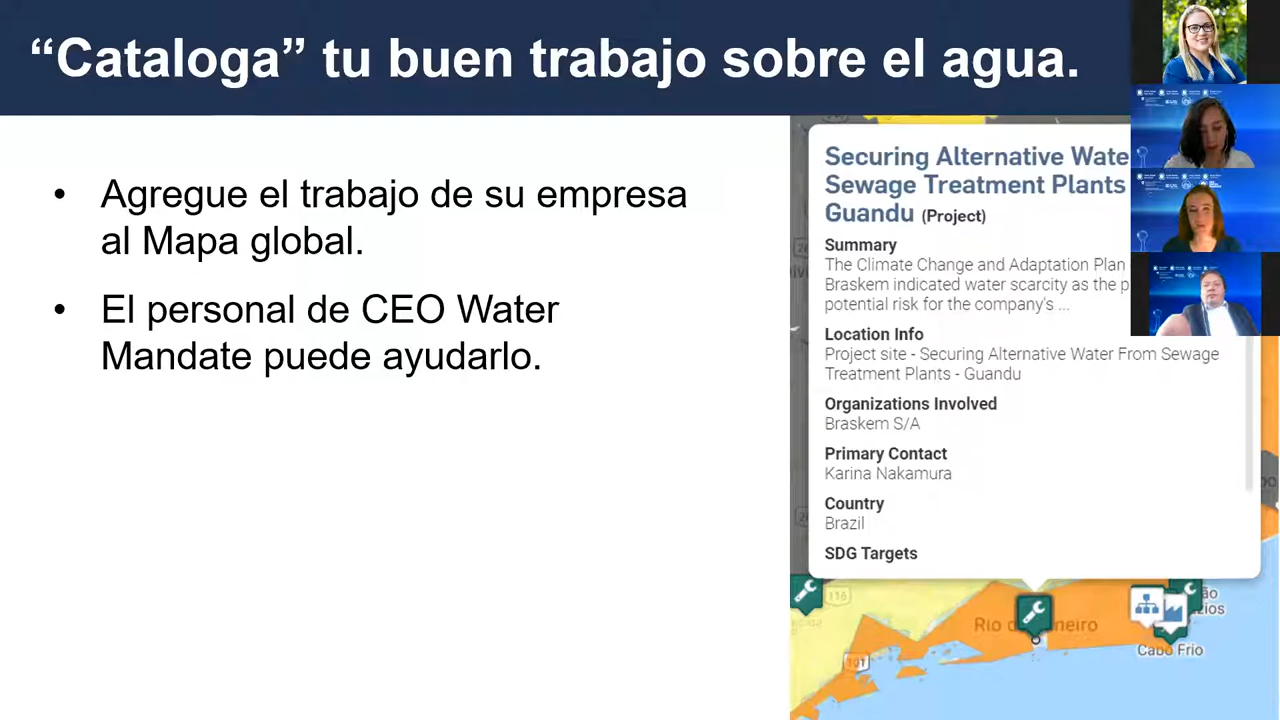 “Cataloga” tu buen trabajo sobre el agua.
• Agregue el trabajo de su empresa
al Mapa global.
• El personal de CEO Water
Mandate puede ayudarlo.
Securing Alternative Wate
Sewage Treatment Plants
Guandu (Project)
Summary
The Climate Change and Adaptation Plan
Braskem indicated water scarcity as the p
potential risk for the company's ...
Location Info
Project site - Securing Alternative Water From Sewage
Treatment Plants - Guandu
Organizations Involved
Braskem S/A
Primary Contact
Karina Nakamura
Country
Brazil
SDG Targets
116
Rio d neiro
101
Cabo Frio